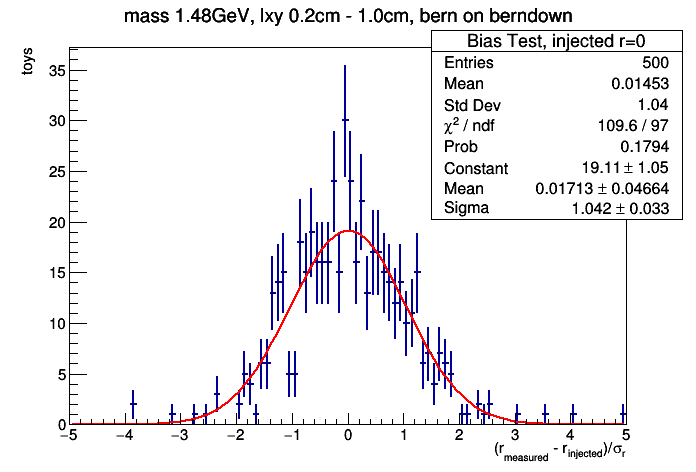 mass 1.48GeV, lxy 0.2cm - 1.0cm, bern on berndown
Bias Test, injected r=0
Entries 500
Mean 0.01453
Std Dev 1.04
χ² / ndf 109.6 / 97
Prob 0.1794
Constant 19.11 ± 1.05
Mean 0.01713 ± 0.04664
Sigma 1.042 ± 0.033
toys
35
30
25
20
15
10
5
0
−5 −4 −3 −2 −1 0 1 2 3 4 5
(r_measured - r_injected)/σ_r